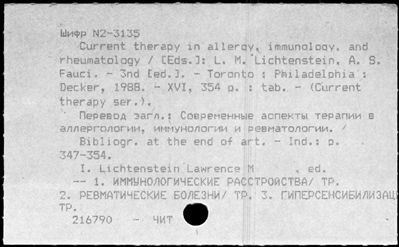 Шифр N2-3135
Current therapy in allergy, immunology, and
rheumatology / [Eds.]: L. M. Lichtenstein, A. S.
Fauci. - 3nd [ed.]. - Toronto ; Philadelphia :
Decker, 1988. - XVI, 354 p. : tab. - (Current
therapy ser.).
Перевод загл.: Современные аспекты терапии в
аллергологии, иммунологии и ревматологии. /
Bibliogr. at the end of art. - Ind.: p.
347-354.
I. Lichtenstein Lawrence M , ed.
-- 1. ИММУНОЛОГИЧЕСКИЕ РАССТРОЙСТВА/ ТР.
2. РЕВМАТИЧЕСКИЕ БОЛЕЗНИ/ ТР. 3. ГИПЕРСЕНСИБИЛИЗАЦ
ТР.
216790 - ЧИТ